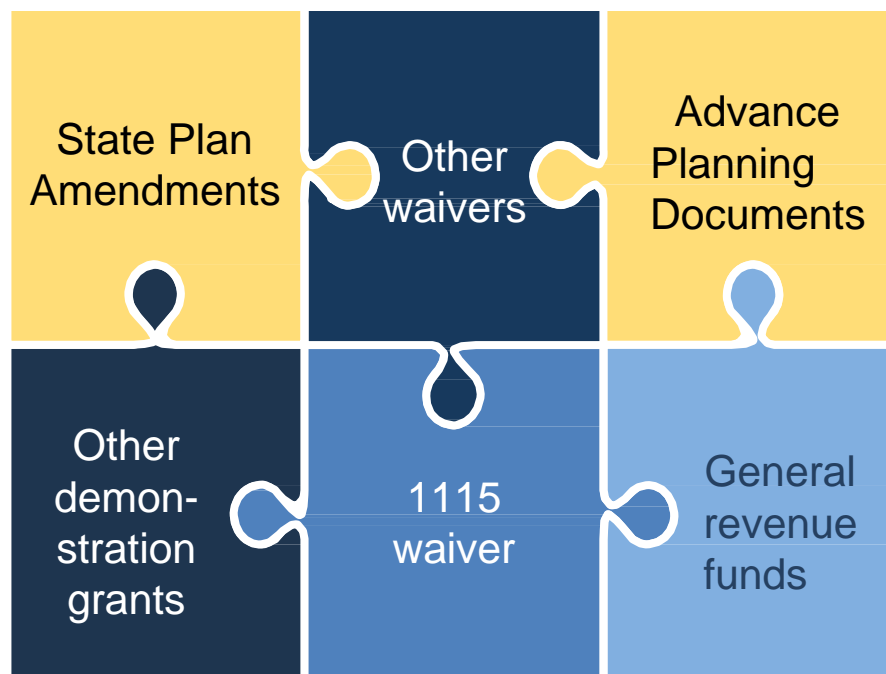 State Plan
Amendments
Other
waivers
Advance
Planning
Documents
Other
demon-
stration
grants
1115
waiver
General
revenue
funds